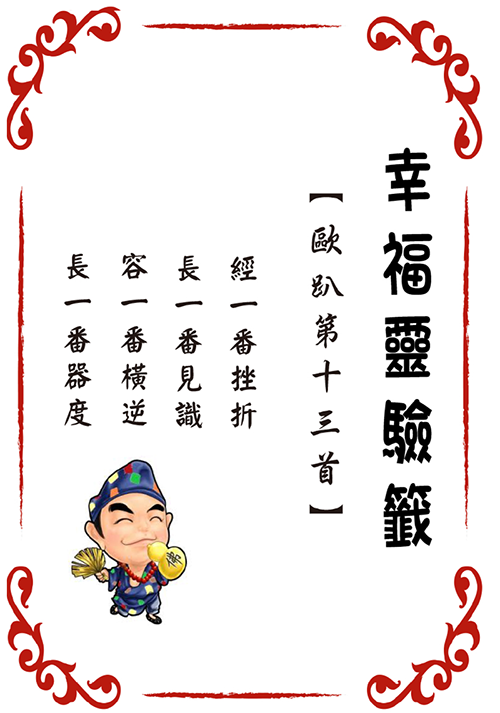 幸福靈驗籤
【歐趴第十三首】
經一番挫折
長一番見識
容一番橫逆
長一番器度
佛